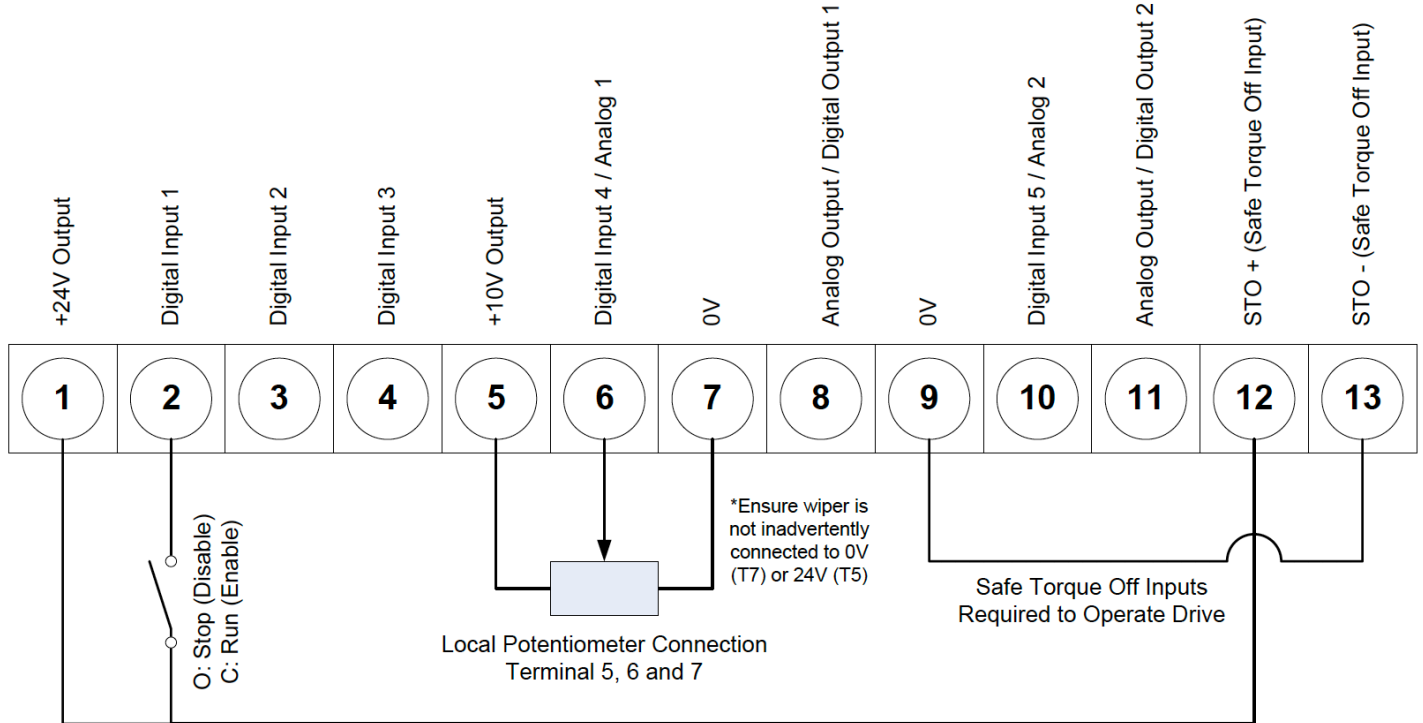 +24V Output
Digital Input 1
Digital Input 2
Digital Input 3
+10V Output
Digital Input 4 / Analog 1
0V
Analog Output / Digital Output 1
0V
Digital Input 5 / Analog 2
Analog Output / Digital Output 2
STO + (Safe Torque Off Input)
STO - (Safe Torque Off Input)
1
2
3
4
5
6
7
8
9
10
11
12
13
O: Stop (Disable)
C: Run (Enable)
*Ensure wiper is
not inadvertently
connected to 0V
(T7) or 24V (T5)
Local Potentiometer Connection
Terminal 5, 6 and 7
Safe Torque Off Inputs
Required to Operate Drive